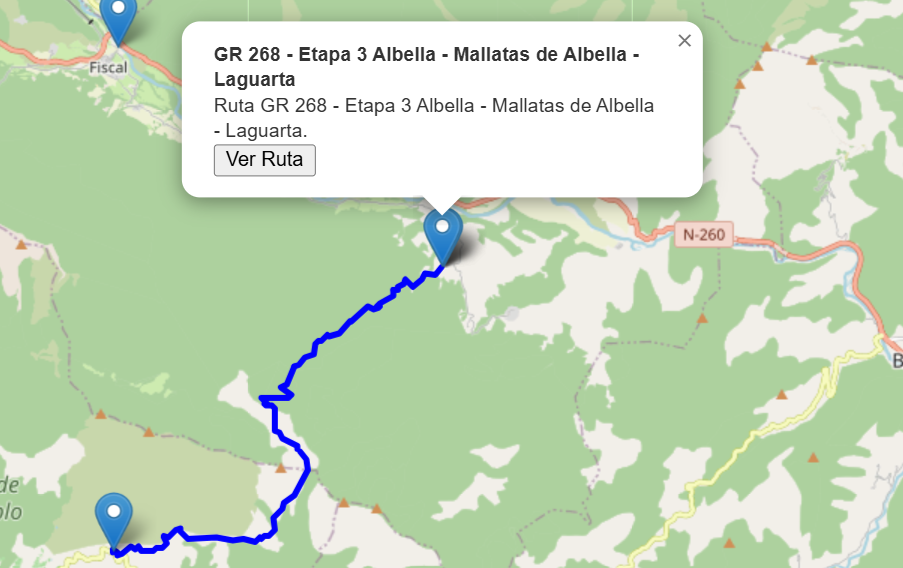 GR 268 - Etapa 3 Albella - Mallatas de Albella -
Laguarta
×
Ruta GR 268 - Etapa 3 Albella - Mallatas de Albella
- Laguarta.
Ver Ruta
Fiscal
N-260
B
de